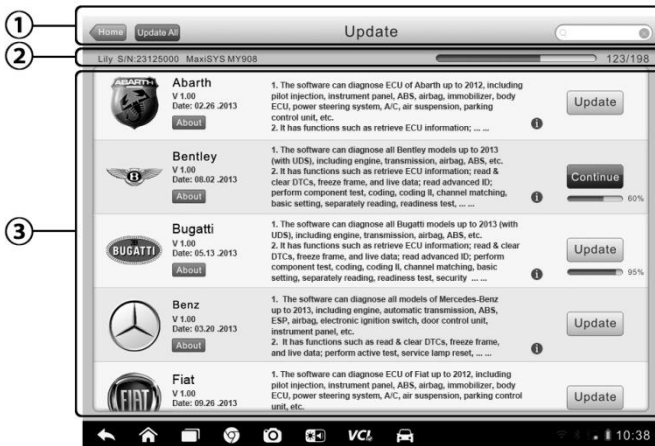 ① Home Update All Update
② Lily S/N:23125000 MaxiSYS MY908 123/198
③
ABARTH
Abarth
V 1.00
Date: 02.26 .2013
About
1. The software can diagnose ECU of Abarth up to 2012, including
pilot injection, instrument panel, ABS, airbag, immobilizer, body
ECU, power steering system, A/C, air suspension, parking
control unit, etc.
2. It has functions such as retrieve ECU information; ... ...
Update
Bentley
V 1.00
Date: 08.02 .2013
About
1. The software can diagnose all Bentley models up to 2013
(with UDS), including engine, transmission, airbag, ABS, etc.
2. It has functions such as retrieve ECU information; read &
clear DTCs, freeze frame, and live data; read advanced ID;
perform component test, coding, coding II, channel matching,
basic setting, separately reading, readiness test, ... ...
Continue
60%
BUGATTI
Bugatti
V 1.00
Date: 05.13 .2013
About
1. The software can diagnose all Bugatti models up to 2013 (with
UDS), including engine, transmission, airbag, ABS, etc.
2. It has functions such as retrieve ECU information; read & clear
DTCs, freeze frame, and live data; read advanced ID; perform
component test, coding, coding II, channel matching, basic
setting, separately reading, readiness test, security ... ...
Update
95%
Benz
V 1.00
Date: 03.20 .2013
About
1. The software can diagnose all models of Mercedes-Benz
up to 2013, including engine, automatic transmission, ABS,
ESP, airbag, electronic ignition switch, door control unit,
instrument panel, etc.
2. It has functions such as read & clear DTCs, freeze frame,
and live data; perform active test, service lamp reset, ... ...
Update
FIAT
Fiat
V 1.00
Date: 09.26 .2013
1. The software can diagnose ECU of Fiat up to 2012, including
pilot injection, instrument panel, ABS, airbag, immobilizer, body
ECU, power steering system, A/C, air suspension, parking control
unit, etc.
Update
VCI
10:38